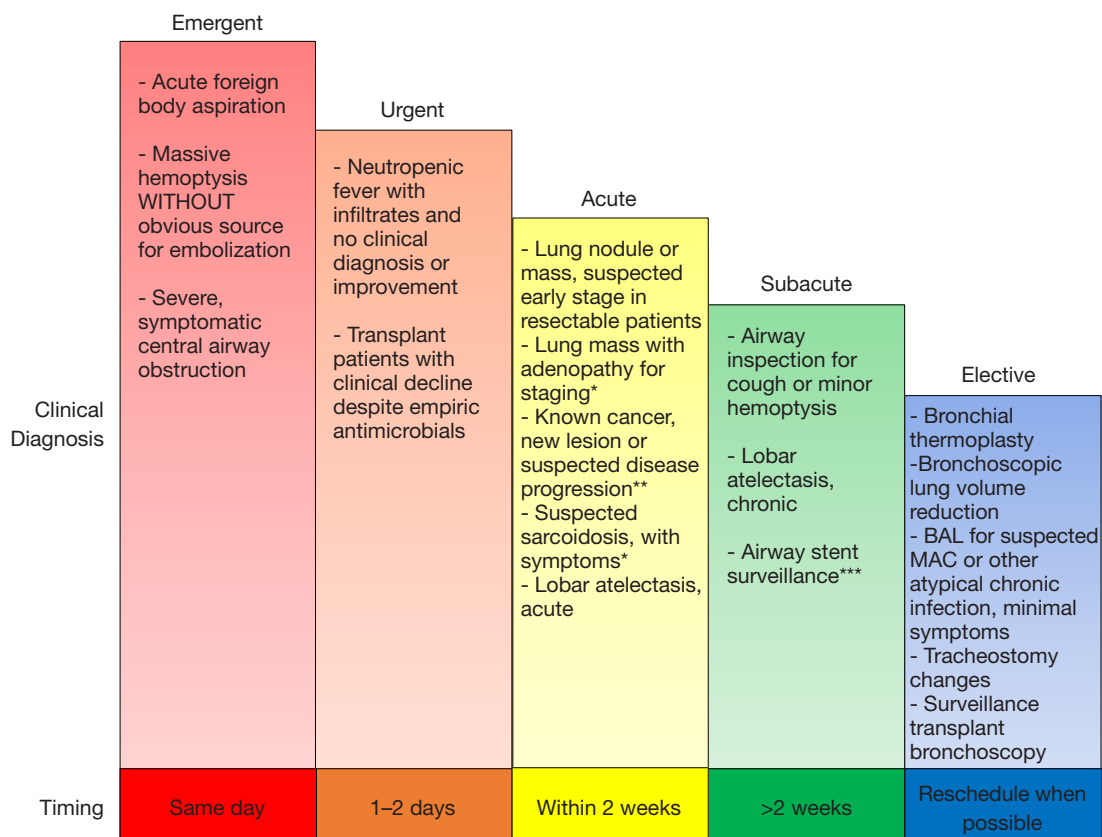 Emergent
- Acute foreign
body aspiration
- Massive
hemoptysis
WITHOUT
obvious source
for embolization
- Severe,
symptomatic
central airway
obstruction
Urgent
- Neutropenic
fever with
infiltrates and
no clinical
diagnosis or
improvement
- Transplant
patients with
clinical decline
despite empiric
antimicrobials
Acute
- Lung nodule or
mass, suspected
early stage in
resectable patients
- Lung mass with
adenopathy for
staging*
- Known cancer,
new lesion or
suspected disease
progression**
- Suspected
sarcoidosis, with
symptoms*
- Lobar atelectasis,
acute
Subacute
- Airway
inspection for
cough or minor
hemoptysis
- Lobar
atelectasis,
chronic
- Airway stent
surveillance***
Elective
- Bronchial
thermoplasty
-Bronchoscopic
lung volume
reduction
- BAL for suspected
MAC or other
atypical chronic
infection, minimal
symptoms
- Tracheostomy
changes
- Surveillance
transplant
bronchoscopy
Clinical
Diagnosis
Timing
Same day
1–2 days
Within 2 weeks
>2 weeks
Reschedule when
possible